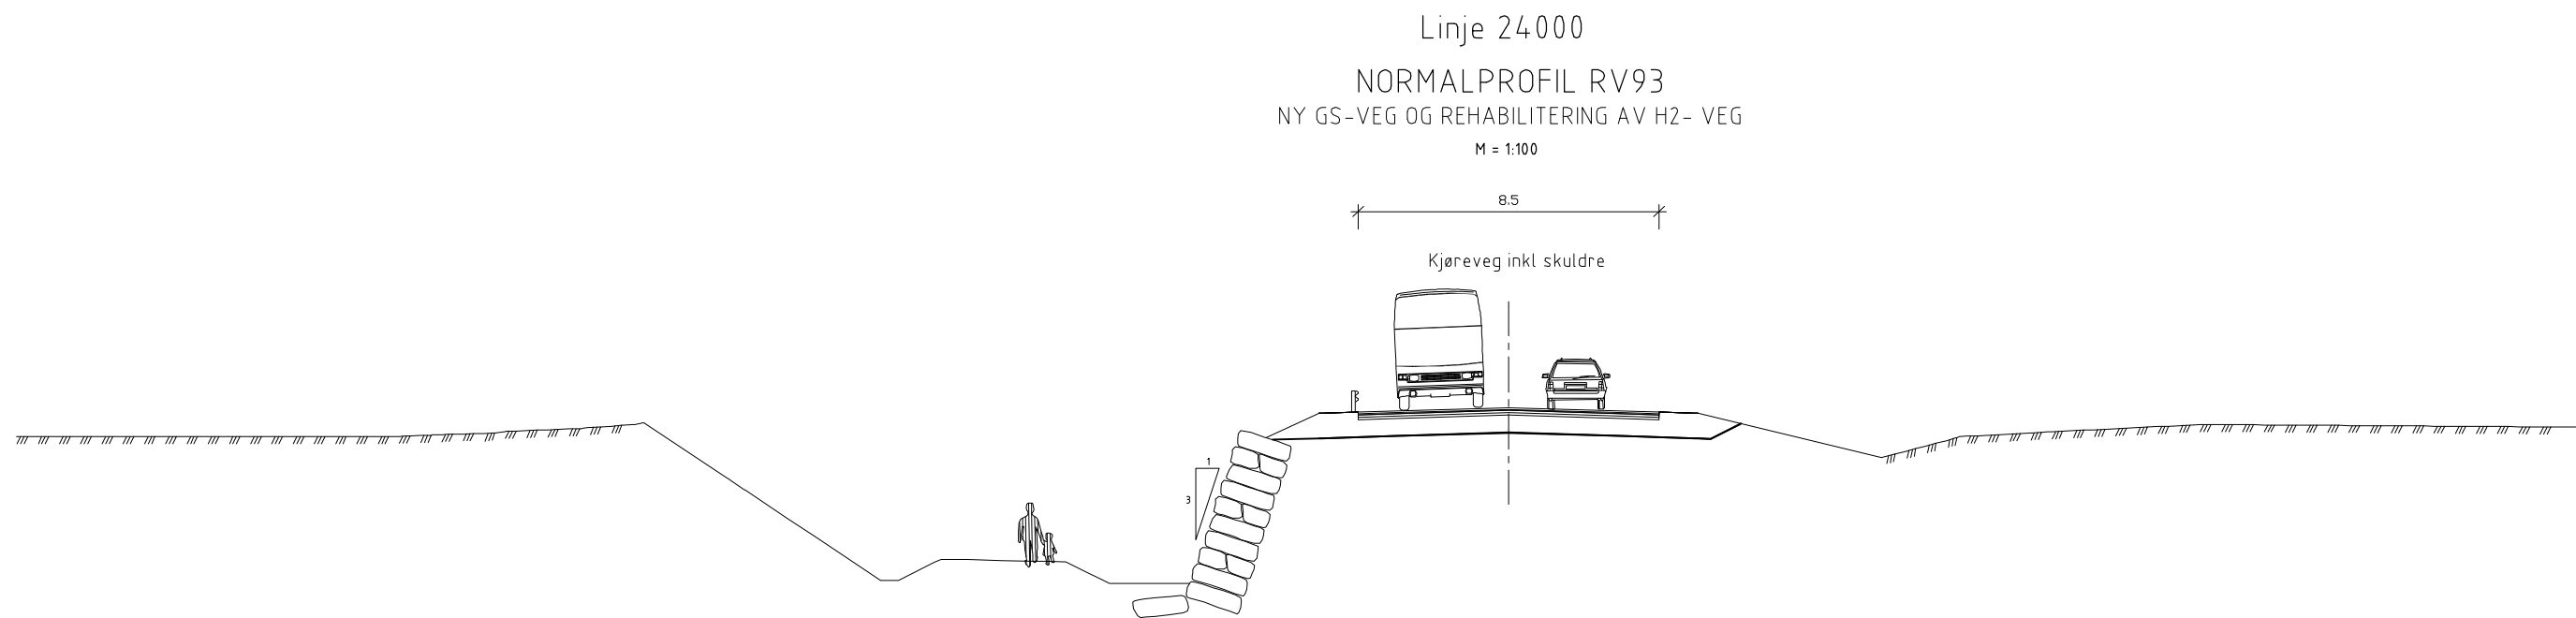 Linje 24000
NORMALPROFIL RV93
NY GS-VEG OG REHABILITERING AV H2- VEG
M = 1:100
8.5
Kjøreveg inkl skuldre
1
3